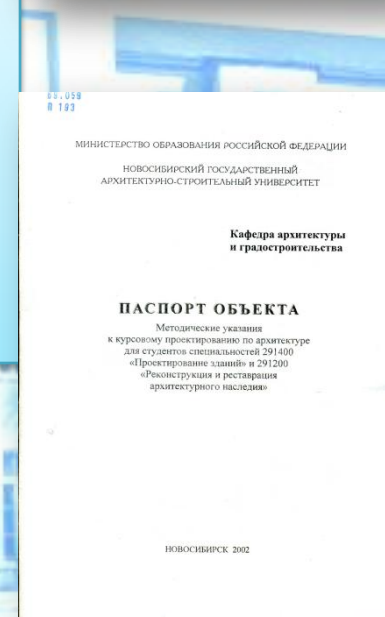 69.059
П 193
МИНИСТЕРСТВО ОБРАЗОВАНИЯ РОССИЙСКОЙ ФЕДЕРАЦИИ
НОВОСИБИРСКИЙ ГОСУДАРСТВЕННЫЙ
АРХИТЕКТУРНО-СТРОИТЕЛЬНЫЙ УНИВЕРСИТЕТ
Кафедра архитектуры
и градостроительства
ПАСПОРТ ОБЪЕКТА
Методические указания
к курсовому проектированию по архитектуре
для студентов специальностей 291400
«Проектирование зданий» и 291200
«Реконструкция и реставрация
архитектурного наследия»
НОВОСИБИРСК 2002